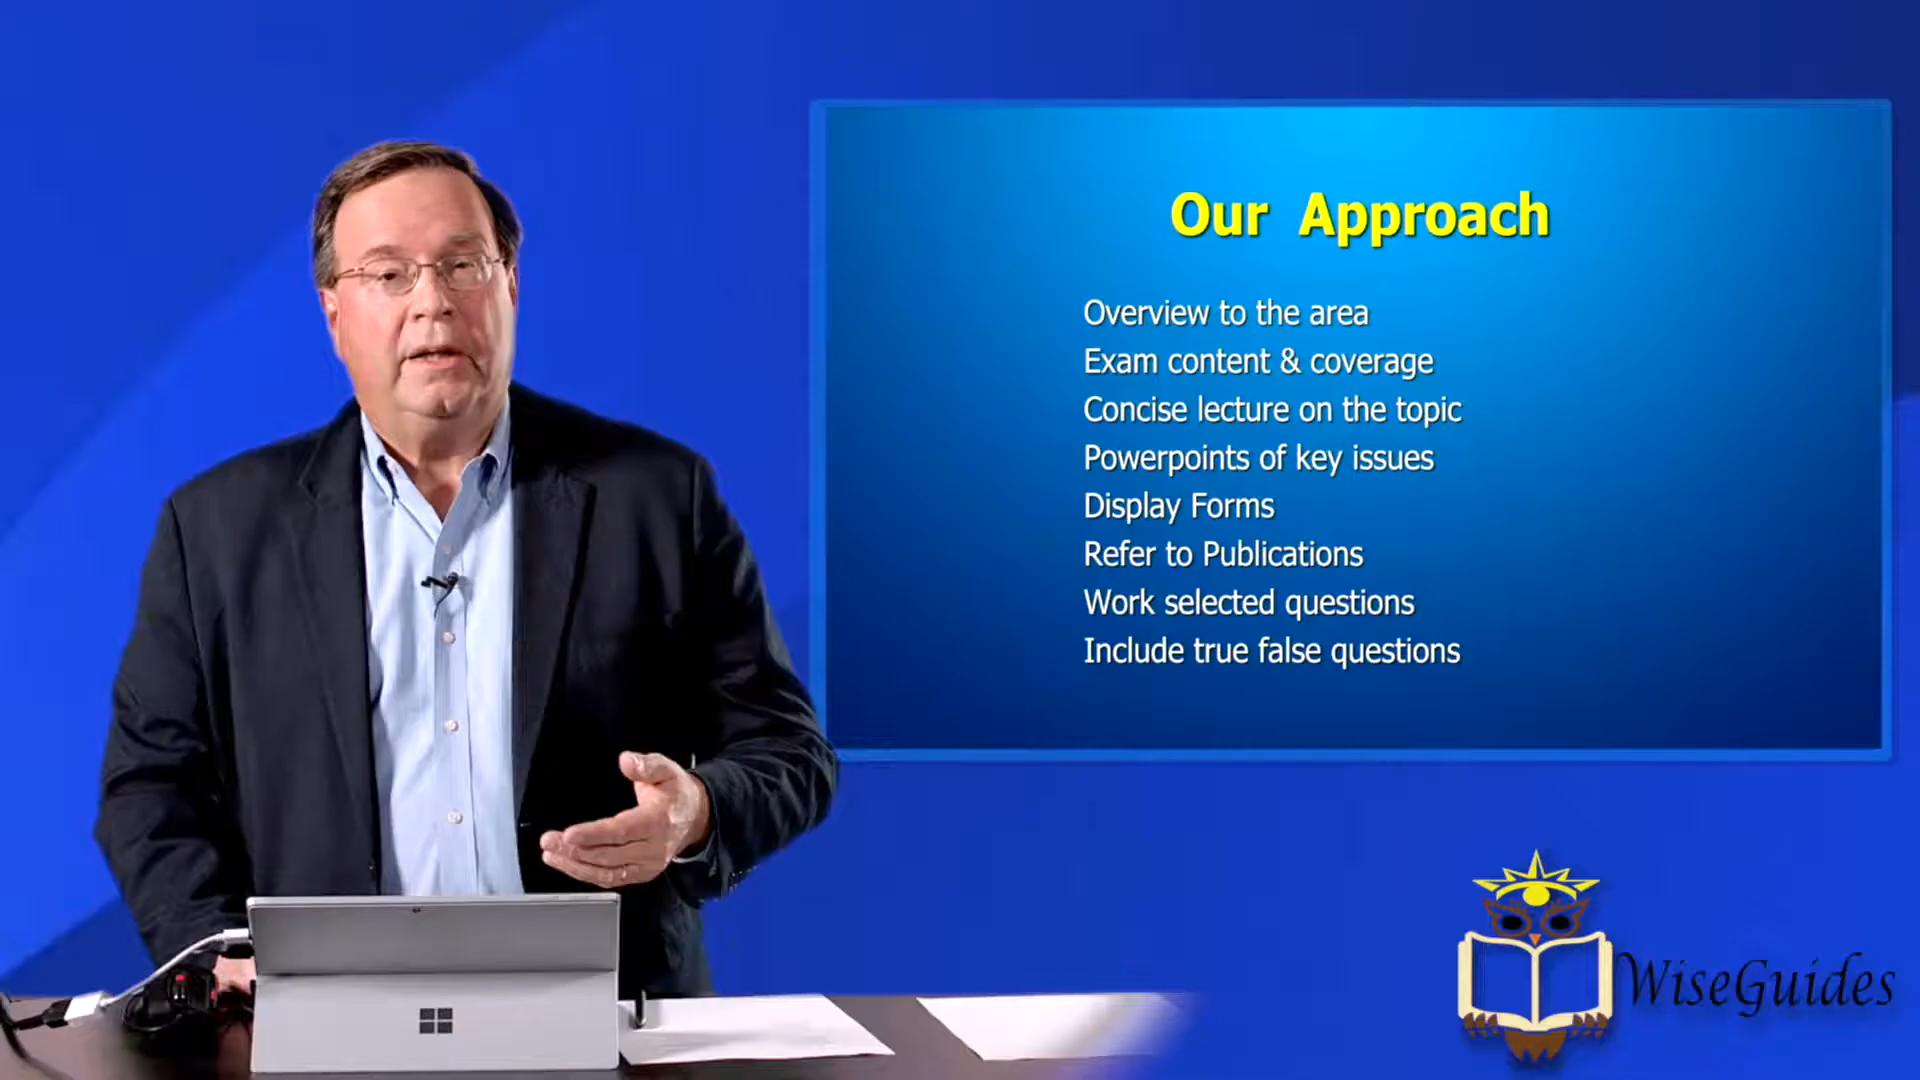 Our Approach
Overview to the area
Exam content & coverage
Concise lecture on the topic
Powerpoints of key issues
Display Forms
Refer to Publications
Work selected questions
Include true false questions
WiseGuides